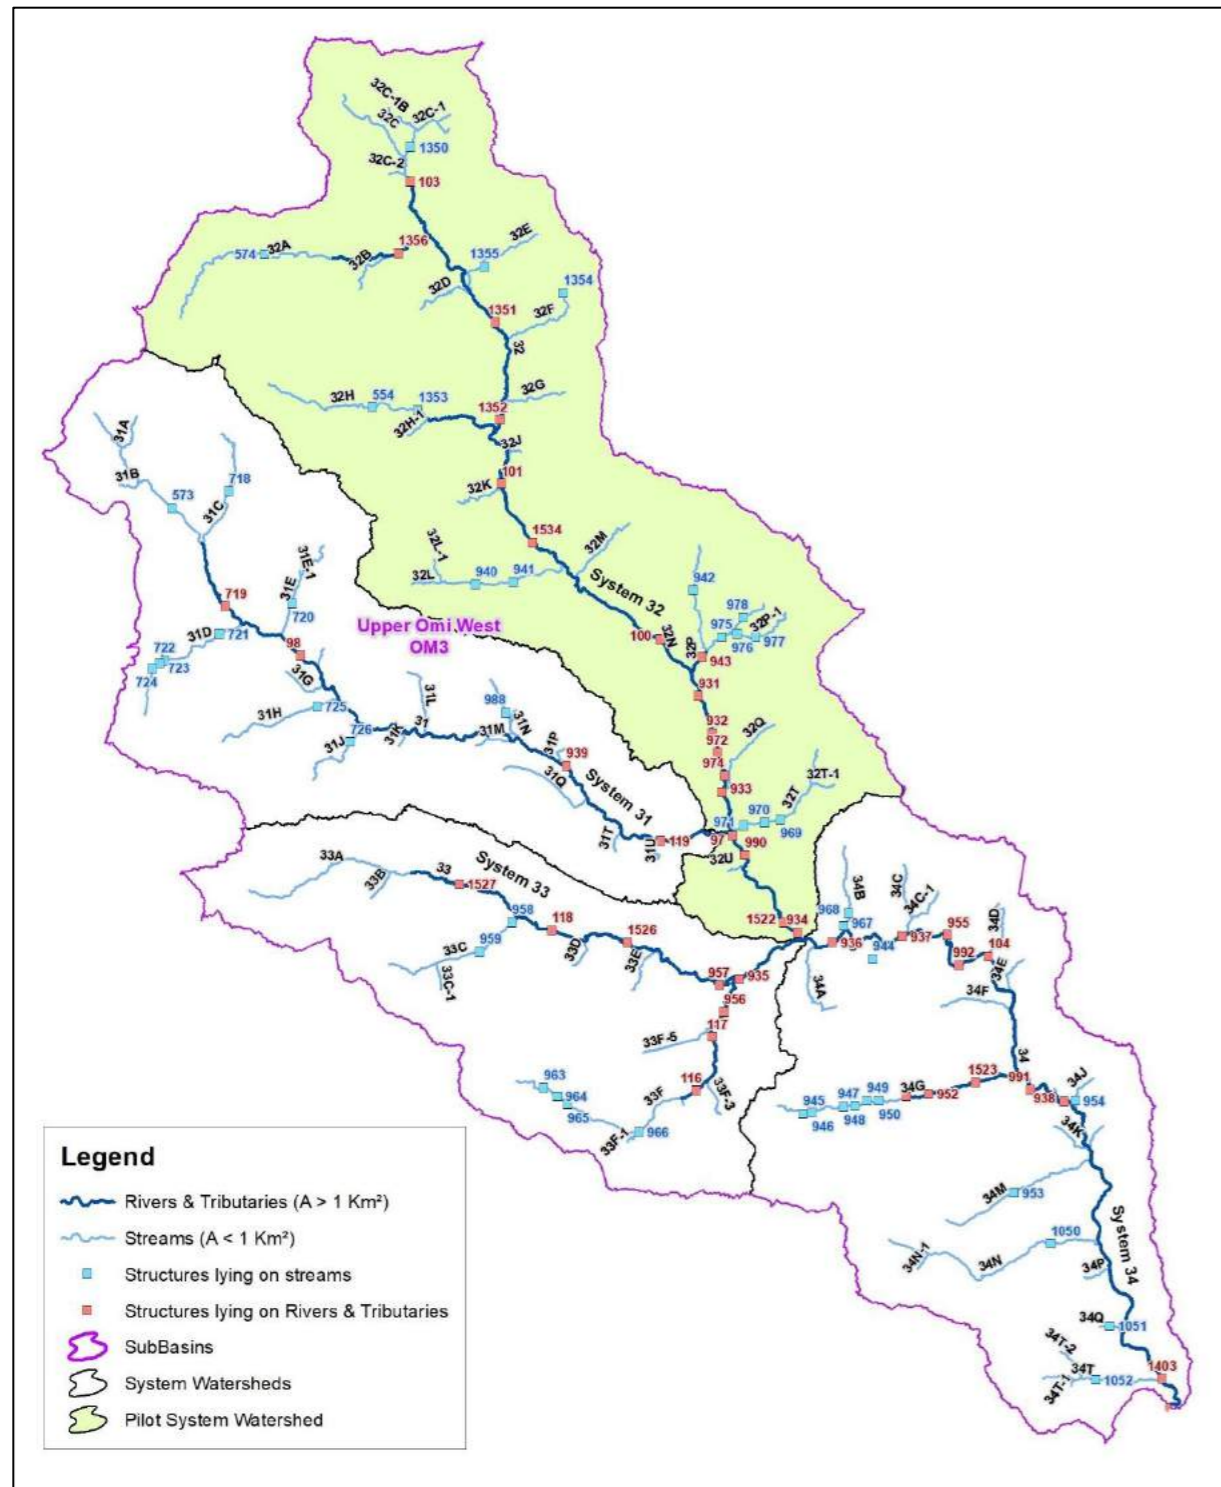 32C-1B
32C
32C-1
1350
32C-2
103
1356
574
32A
32B
32E
1355
1354
32D
1351
32F
32
32G
32H
554
1353
1352
32H-1
32J
101
32K
1534
32M
32L-1
32L
940
941
System 32
942
978
32P-1
975
976
977
100
32N
32P
943
931
932
972
32Q
974
933
32T-1
32T
970
971
969
97
990
32U
1522
934
31A
31B
573
718
31C
31E-1
31E
719
720
31D
721
722
723
724
98
Upper Omi West
OM3
31G
31H
725
726
31J
31K
31
31L
988
31M
31N
31P
939
31Q
System 31
31T
31U
119
33A
33B
33
1527
System 33
958
118
1526
959
33C
33C-1
33D
33E
957
935
956
117
33F-5
116
33F
33F-3
963
964
965
33F-1
966
34B
34C
34C-1
968
967
936
944
937
955
34D
992
104
34E
34A
34F
34
1523
991
34J
34G
952
938
954
949
947
945
946
948
950
34K
34M
953
1050
34N-1
34N
System 34
34P
34Q
1051
34T-2
34T
34T-1
1052
1403
Legend
Rivers & Tributaries (A > 1 Km²)
Streams (A < 1 Km²)
Structures lying on streams
Structures lying on Rivers & Tributaries
SubBasins
System Watersheds
Pilot System Watershed